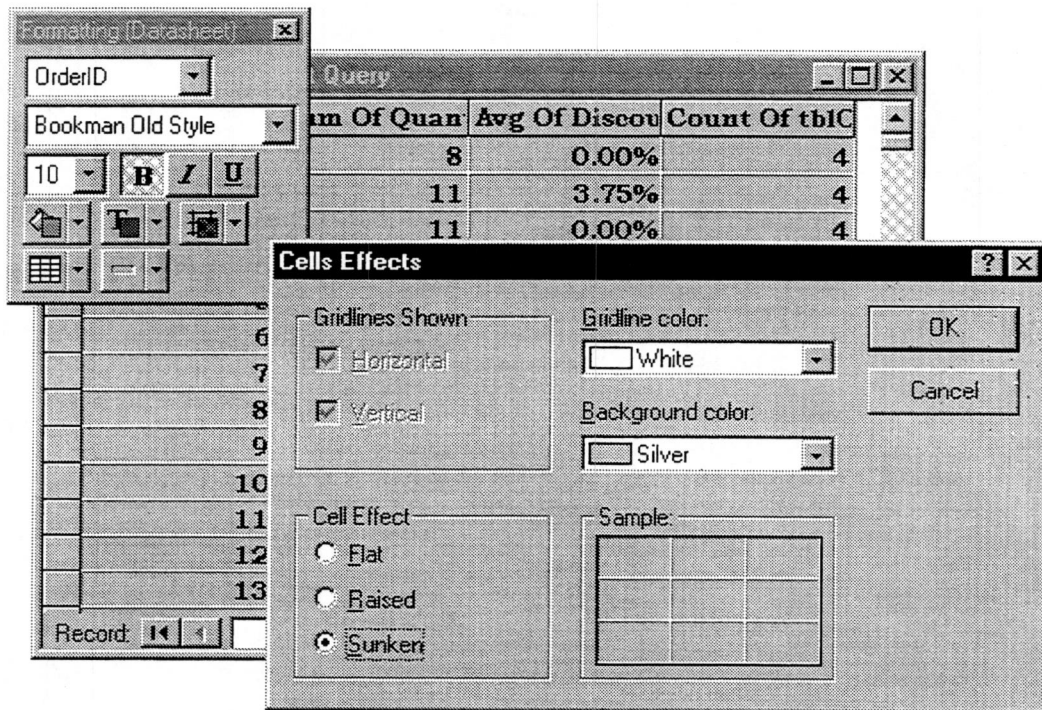 Formatting (Datasheet)
OrderID
Bookman Old Style
10 B I U
Query
Of Quan Avg Of Discou Count Of tblC
8 0.00% 4
11 3.75% 4
11 0.00% 4
6
7
8
9
10
11
12
13
Record:
Cells Effects
Gridlines Shown
Horizontal
Vertical
Gridline color:
White
Background color:
Silver
OK
Cancel
Cell Effect
Flat
Raised
Sunken
Sample: